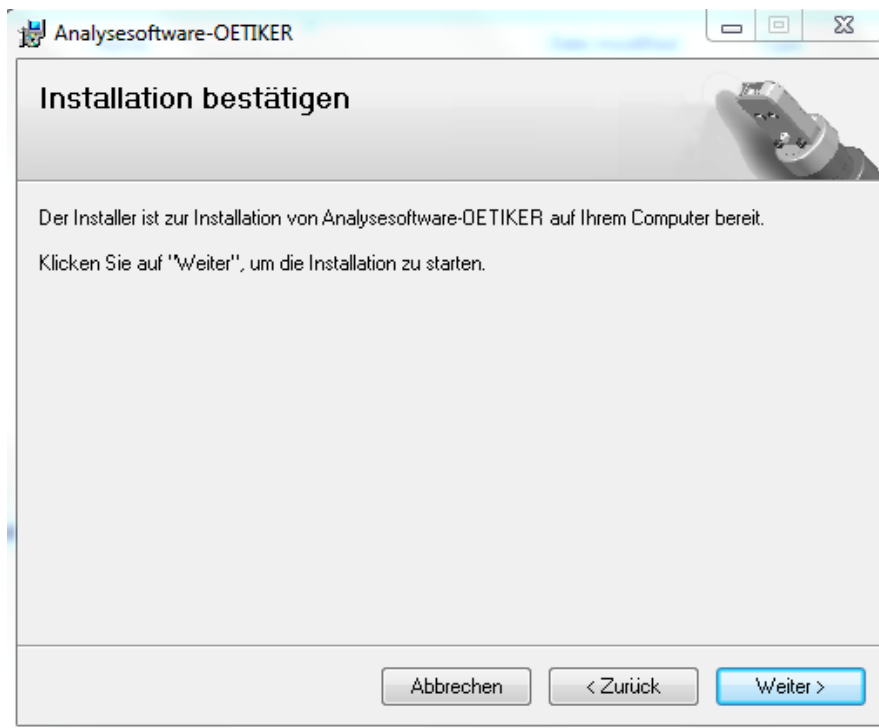 Analysesoftware-OETIKER
Installation bestätigen
Der Installer ist zur Installation von Analysesoftware-OETIKER auf Ihrem Computer bereit.
Klicken Sie auf "Weiter", um die Installation zu starten.
Abbrechen
< Zurück
Weiter >